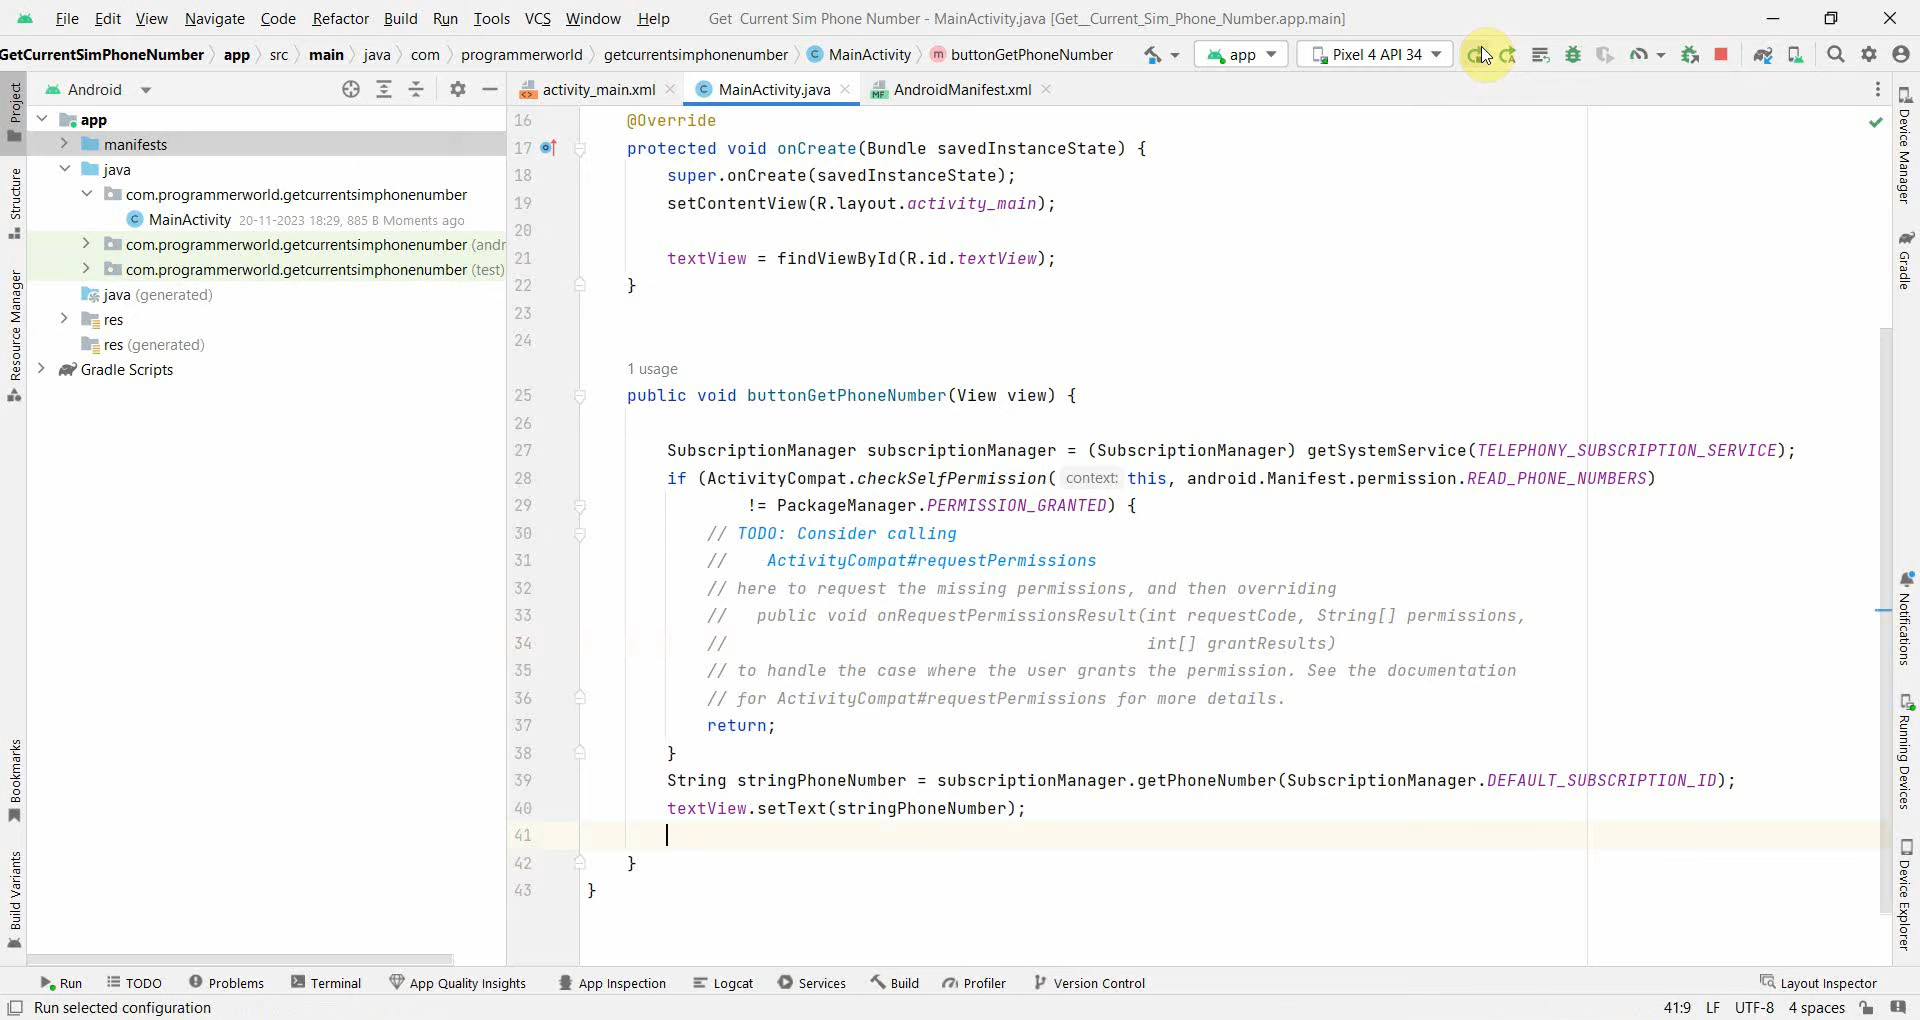 File Edit View Navigate Code Refactor Build Run Tools VCS Window Help Get Current Sim Phone Number - MainActivity.java [Get__Current_Sim_Phone_Number.app.main]
GetCurrentSimPhoneNumber app src main java com programmerworld getcurrentsimphonenumber C MainActivity m buttonGetPhoneNumber app Pixel 4 API 34
Android
activity_main.xml C MainActivity.java MF AndroidManifest.xml
app
manifests
java
com.programmerworld.getcurrentsimphonenumber
C MainActivity 20-11-2023 18:29, 885 B Moments ago
com.programmerworld.getcurrentsimphonenumber (andr
com.programmerworld.getcurrentsimphonenumber (test)
java (generated)
res
res (generated)
Gradle Scripts
Project
Structure
Resource Manager
Bookmarks
Build Variants
16 @Override
17 protected void onCreate(Bundle savedInstanceState) {
18 super.onCreate(savedInstanceState);
19 setContentView(R.layout.activity_main);
20
21 textView = findViewById(R.id.textView);
22 }
23
24
1 usage
25 public void buttonGetPhoneNumber(View view) {
26
27 SubscriptionManager subscriptionManager = (SubscriptionManager) getSystemService(TELEPHONY_SUBSCRIPTION_SERVICE);
28 if (ActivityCompat.checkSelfPermission( context: this, android.Manifest.permission.READ_PHONE_NUMBERS)
29 != PackageManager.PERMISSION_GRANTED) {
30 // TODO: Consider calling
31 // ActivityCompat#requestPermissions
32 // here to request the missing permissions, and then overriding
33 // public void onRequestPermissionsResult(int requestCode, String[] permissions,
34 // int[] grantResults)
35 // to handle the case where the user grants the permission. See the documentation
36 // for ActivityCompat#requestPermissions for more details.
37 return;
38 }
39 String stringPhoneNumber = subscriptionManager.getPhoneNumber(SubscriptionManager.DEFAULT_SUBSCRIPTION_ID);
40 textView.setText(stringPhoneNumber);
41
42 }
43 }
Device Manager
Gradle
Notifications
Running Devices
Device Explorer
Run TODO Problems Terminal App Quality Insights App Inspection Logcat Services Build Profiler Version Control Layout Inspector
Run selected configuration 41:9 LF UTF-8 4 spaces